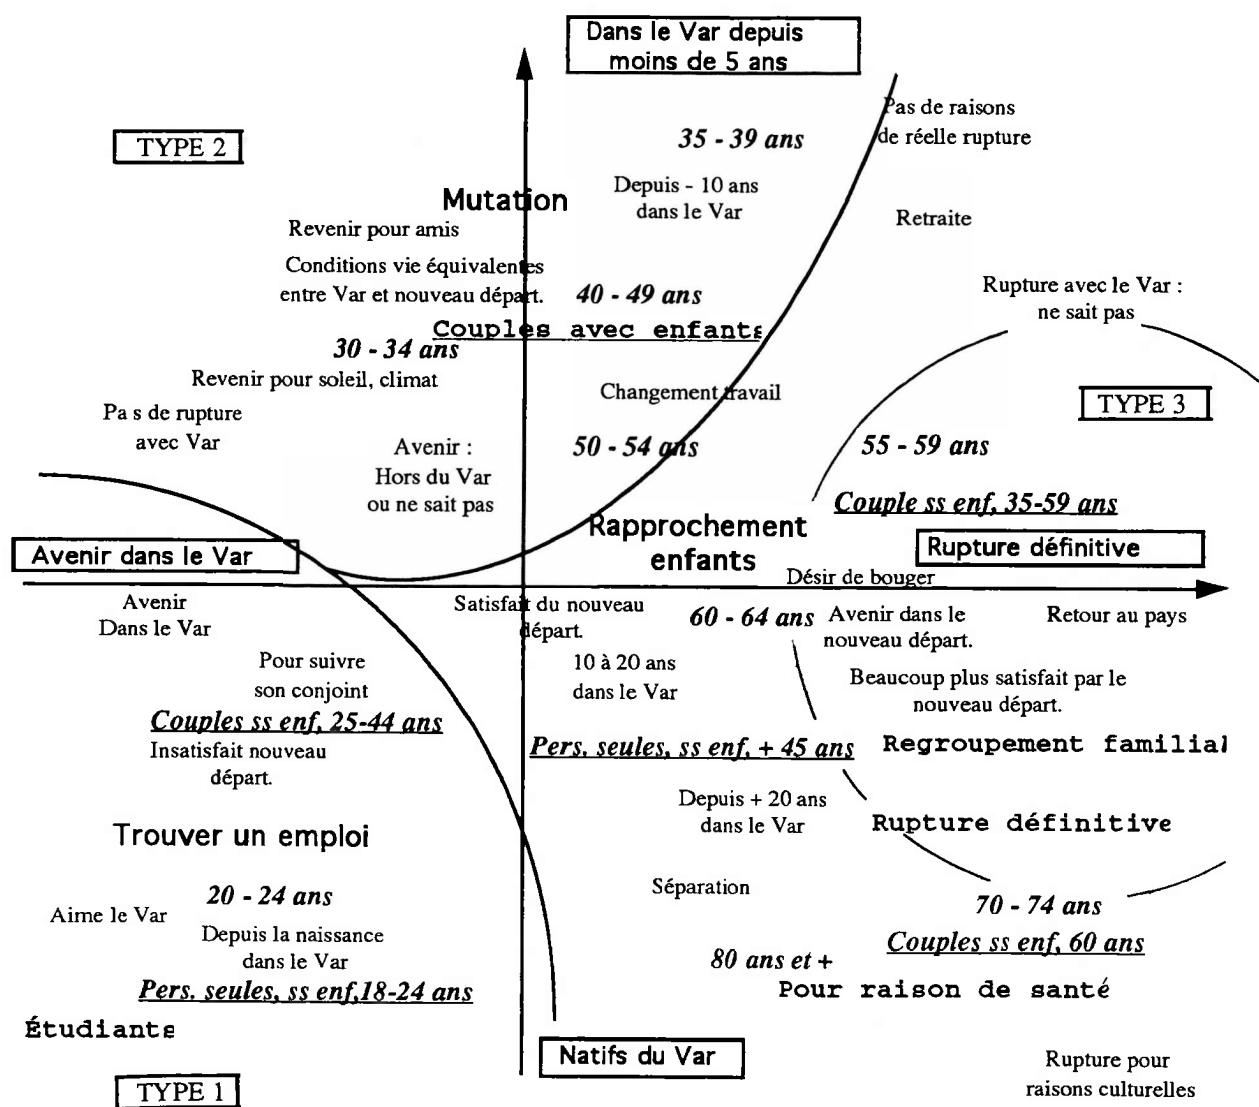 Dans le Var depuis
moins de 5 ans
TYPE 2
35 - 39 ans
Pas de raisons
de réelle rupture
Mutation
Depuis - 10 ans
dans le Var
Revenir pour amis
Retraite
Conditions vie équivalentes
entre Var et nouveau départ.
40 - 49 ans
Rupture avec le Var :
ne sait pas
Couples avec enfants
30 - 34 ans
Revenir pour soleil, climat
Changement travail
TYPE 3
Pa s de rupture
avec Var
Avenir :
Hors du Var
ou ne sait pas
50 - 54 ans
55 - 59 ans
Couple ss enf, 35-59 ans
Rapprochement
enfants
Avenir dans le Var
Rupture définitive
Désir de bouger
Avenir
Dans le Var
Satisfait du nouveau
départ.
60 - 64 ans
Avenir dans le
nouveau départ.
Retour au pays
Pour suivre
son conjoint
10 à 20 ans
dans le Var
Beaucoup plus satisfait par le
nouveau départ.
Couples ss enf, 25-44 ans
Insatisfait nouveau
départ.
Pers. seules, ss enf, + 45 ans
Regroupement familial
Depuis + 20 ans
dans le Var
Rupture définitive
Trouver un emploi
20 - 24 ans
Séparation
Aime le Var
70 - 74 ans
Depuis la naissance
dans le Var
Couples ss enf, 60 ans
80 ans et +
Pers. seules, ss enf,18-24 ans
Pour raison de santé
Étudiants
Natifs du Var
Rupture pour
raisons culturelles
TYPE 1